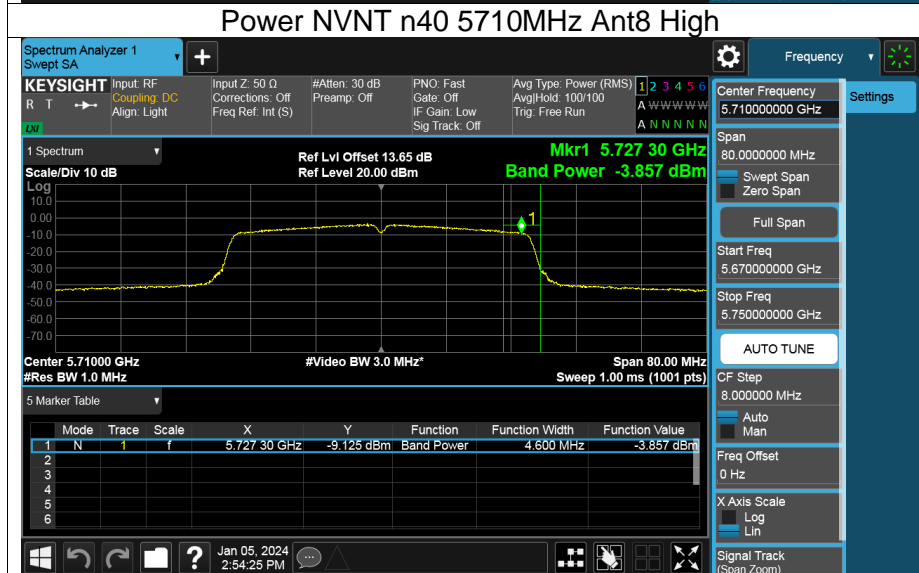 Power NVNT n40 5710MHz Ant8 High
Spectrum Analyzer 1
Swept SA
+
Frequency
KEYSIGHT Input: RF Input Z: 50 Ω #Atten: 30 dB PNO: Fast Avg Type: Power (RMS) 1 2 3 4 5 6
R T Coupling: DC Corrections: Off Preamp: Off Gate: Off Avg|Hold: 100/100 A W W W W W
Align: Light Freq Ref: Int (S) IF Gain: Low Trig: Free Run
LXI Sig Track: Off A N N N N N
Center Frequency
5.710000000 GHz
Settings
1 Spectrum
Ref Lvl Offset 13.65 dB Mkr1 5.727 30 GHz
Scale/Div 10 dB Ref Level 20.00 dBm Band Power -3.857 dBm
Span
80.0000000 MHz
Swept Span
Zero Span
Full Span
Start Freq
5.670000000 GHz
Stop Freq
5.750000000 GHz
AUTO TUNE
CF Step
8.000000 MHz
Auto
Man
Freq Offset
0 Hz
X Axis Scale
Log
Lin
Signal Track
(Span Zoom)
Log
10.0
0.00
-10.0
-20.0
-30.0
-40.0
-50.0
-60.0
-70.0
1
Center 5.71000 GHz #Video BW 3.0 MHz* Span 80.00 MHz
#Res BW 1.0 MHz Sweep 1.00 ms (1001 pts)
5 Marker Table
Mode Trace Scale X Y Function Function Width Function Value
1 N 1 f 5.727 30 GHz -9.125 dBm Band Power 4.600 MHz -3.857 dBm
2
3
4
5
6
? Jan 05, 2024
2:54:25 PM